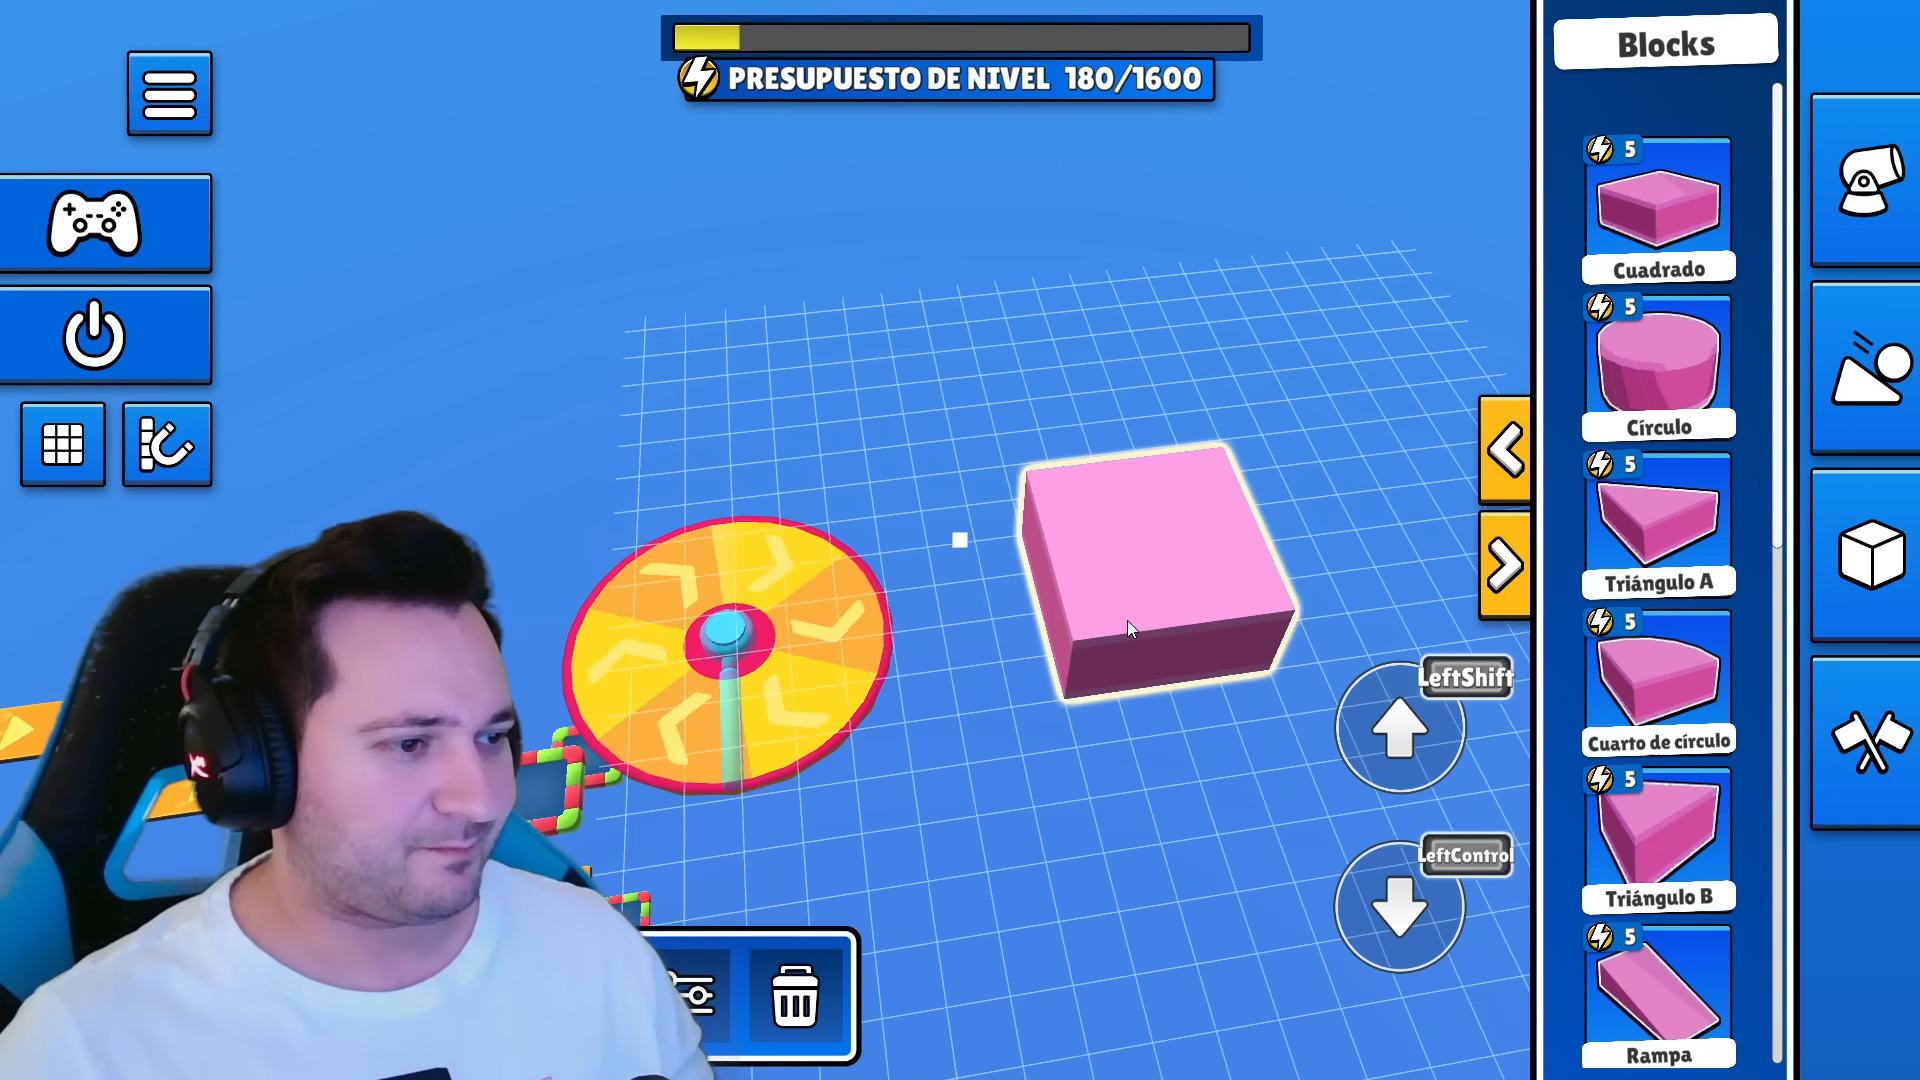 PRESUPUESTO DE NIVEL 180/1600
Blocks
5
Cuadrado
5
Círculo
5
Triángulo A
5
Cuarto de círculo
5
Triángulo B
5
Rampa
LeftShift
LeftControl